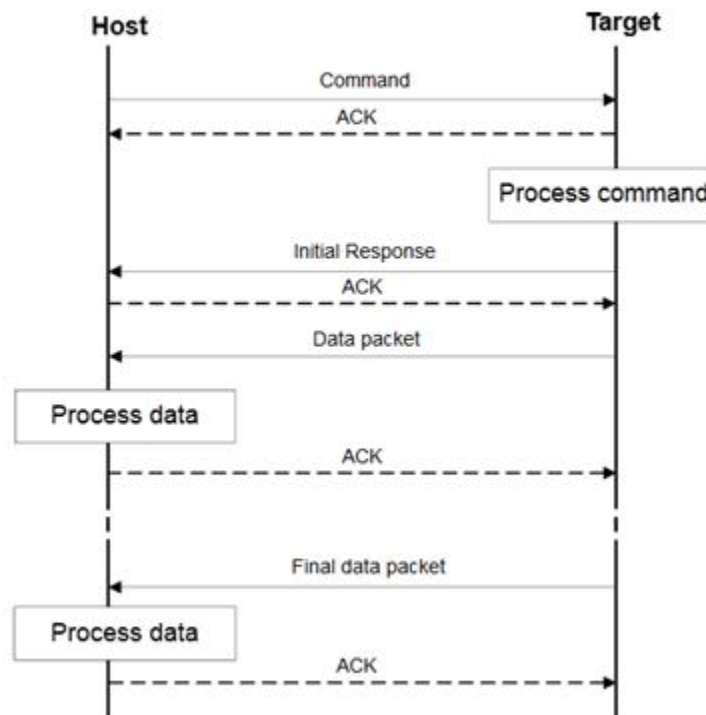 Host
Target
Command
ACK
Process command
Initial Response
ACK
Data packet
Process data
ACK
Final data packet
Process data
ACK